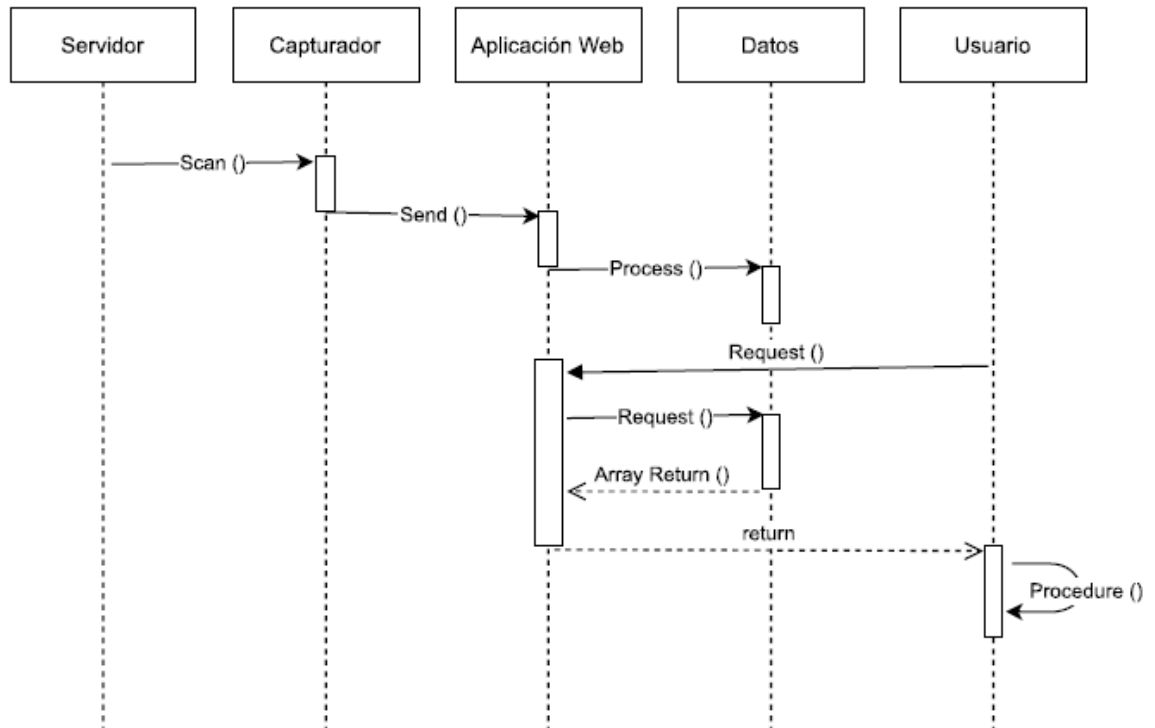 Servidor
Capturador
Aplicación Web
Datos
Usuario
Scan ()
Send ()
Process ()
Request ()
Request ()
Array Return ()
return
Procedure ()